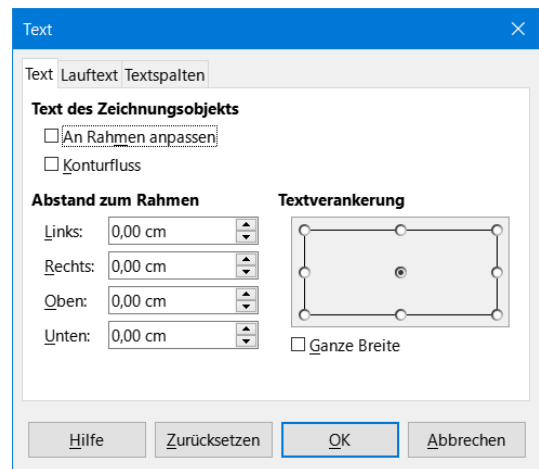 Text
Text Lauftext Textspalten
Text des Zeichnungsobjekts
An Rahmen anpassen
Konturfluss
Abstand zum Rahmen
Links: 0,00 cm
Rechts: 0,00 cm
Oben: 0,00 cm
Unten: 0,00 cm
Textverankerung
Ganze Breite
Hilfe Zurücksetzen OK Abbrechen